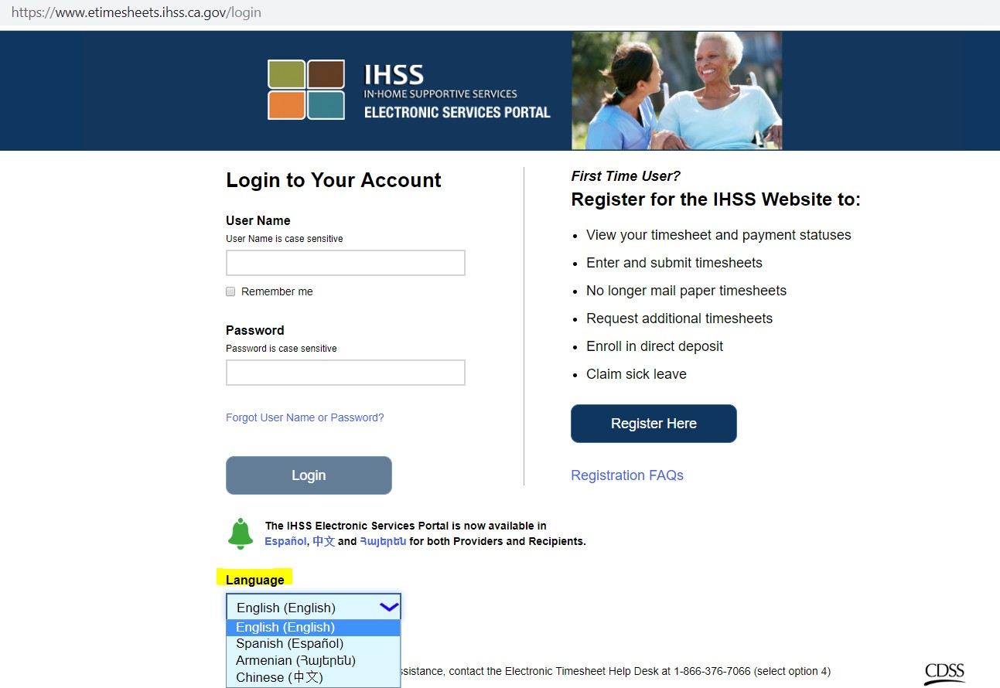 https://www.etimesheets.ihss.ca.gov/login
IHSS
IN-HOME SUPPORTIVE SERVICES
ELECTRONIC SERVICES PORTAL
Login to Your Account
User Name
User Name is case sensitive
Remember me
Password
Password is case sensitive
Forgot User Name or Password?
Login
First Time User?
Register for the IHSS Website to:
• View your timesheet and payment statuses
• Enter and submit timesheets
• No longer mail paper timesheets
• Request additional timesheets
• Enroll in direct deposit
• Claim sick leave
Register Here
Registration FAQs
The IHSS Electronic Services Portal is now available in
Español, 中文 and Հայերեն for both Providers and Recipients.
Language
English (English)
English (English)
Spanish (Español)
Armenian (Հայերեն)
Chinese (中文)
ssistance, contact the Electronic Timesheet Help Desk at 1-866-376-7066 (select option 4)
CDSS